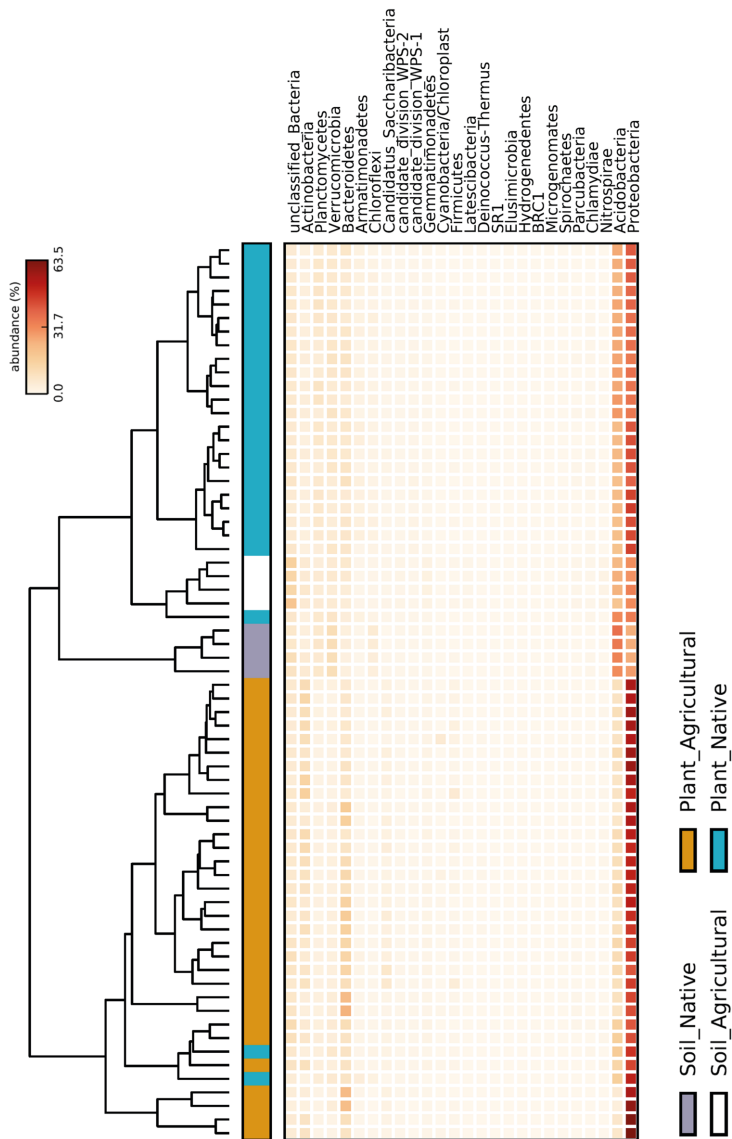 abundance (%)
0.0
31.7
63.5
unclassified_Bacteria
Actinobacteria
Planctomycetes
Verrucomicrobia
Bacteroidetes
Armatimonadetes
Chloroflexi
Candidatus_Saccharibacteria
candidate_division_WPS-2
candidate_division_WPS-1
Gemmatimonadetes
Cyanobacteria/Chloroplast
Firmicutes
Latescibacteria
Deinococcus-Thermus
SR1
Elusimicrobia
Hydrogenedentes
BRC1
Microgenomates
Spirochaetes
Parcubacteria
Chlamydiae
Nitrospirae
Acidobacteria
Proteobacteria
Soil_Native
Plant_Agricultural
Soil_Agricultural
Plant_Native